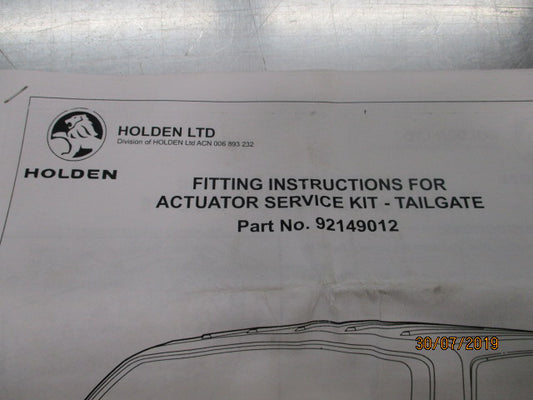 HOLDEN LTD
Division of HOLDEN Ltd ACN 006 893 232
HOLDEN
FITTING INSTRUCTIONS FOR
ACTUATOR SERVICE KIT - TAILGATE
Part No. 92149012
30/07/2019